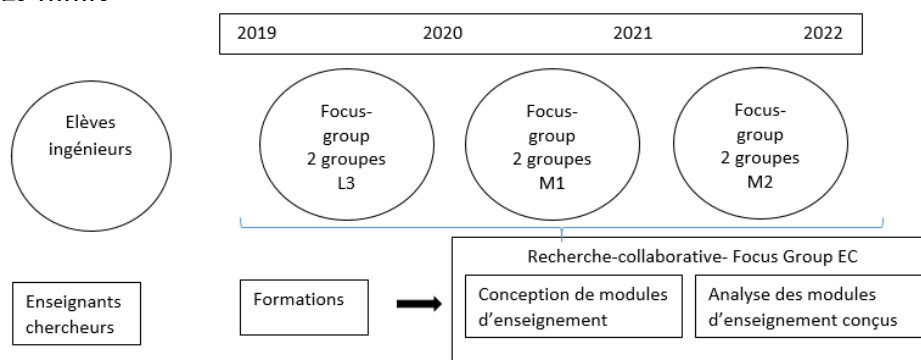 2019 2020 2021 2022
Elèves
ingénieurs
Focus-
group
2 groupes
L3
Focus-
group
2 groupes
M1
Focus-
group
2 groupes
M2
Enseignants
chercheurs
Formations
Recherche-collaborative- Focus Group EC
Conception de modules
d’enseignement
Analyse des modules
d’enseignement conçus